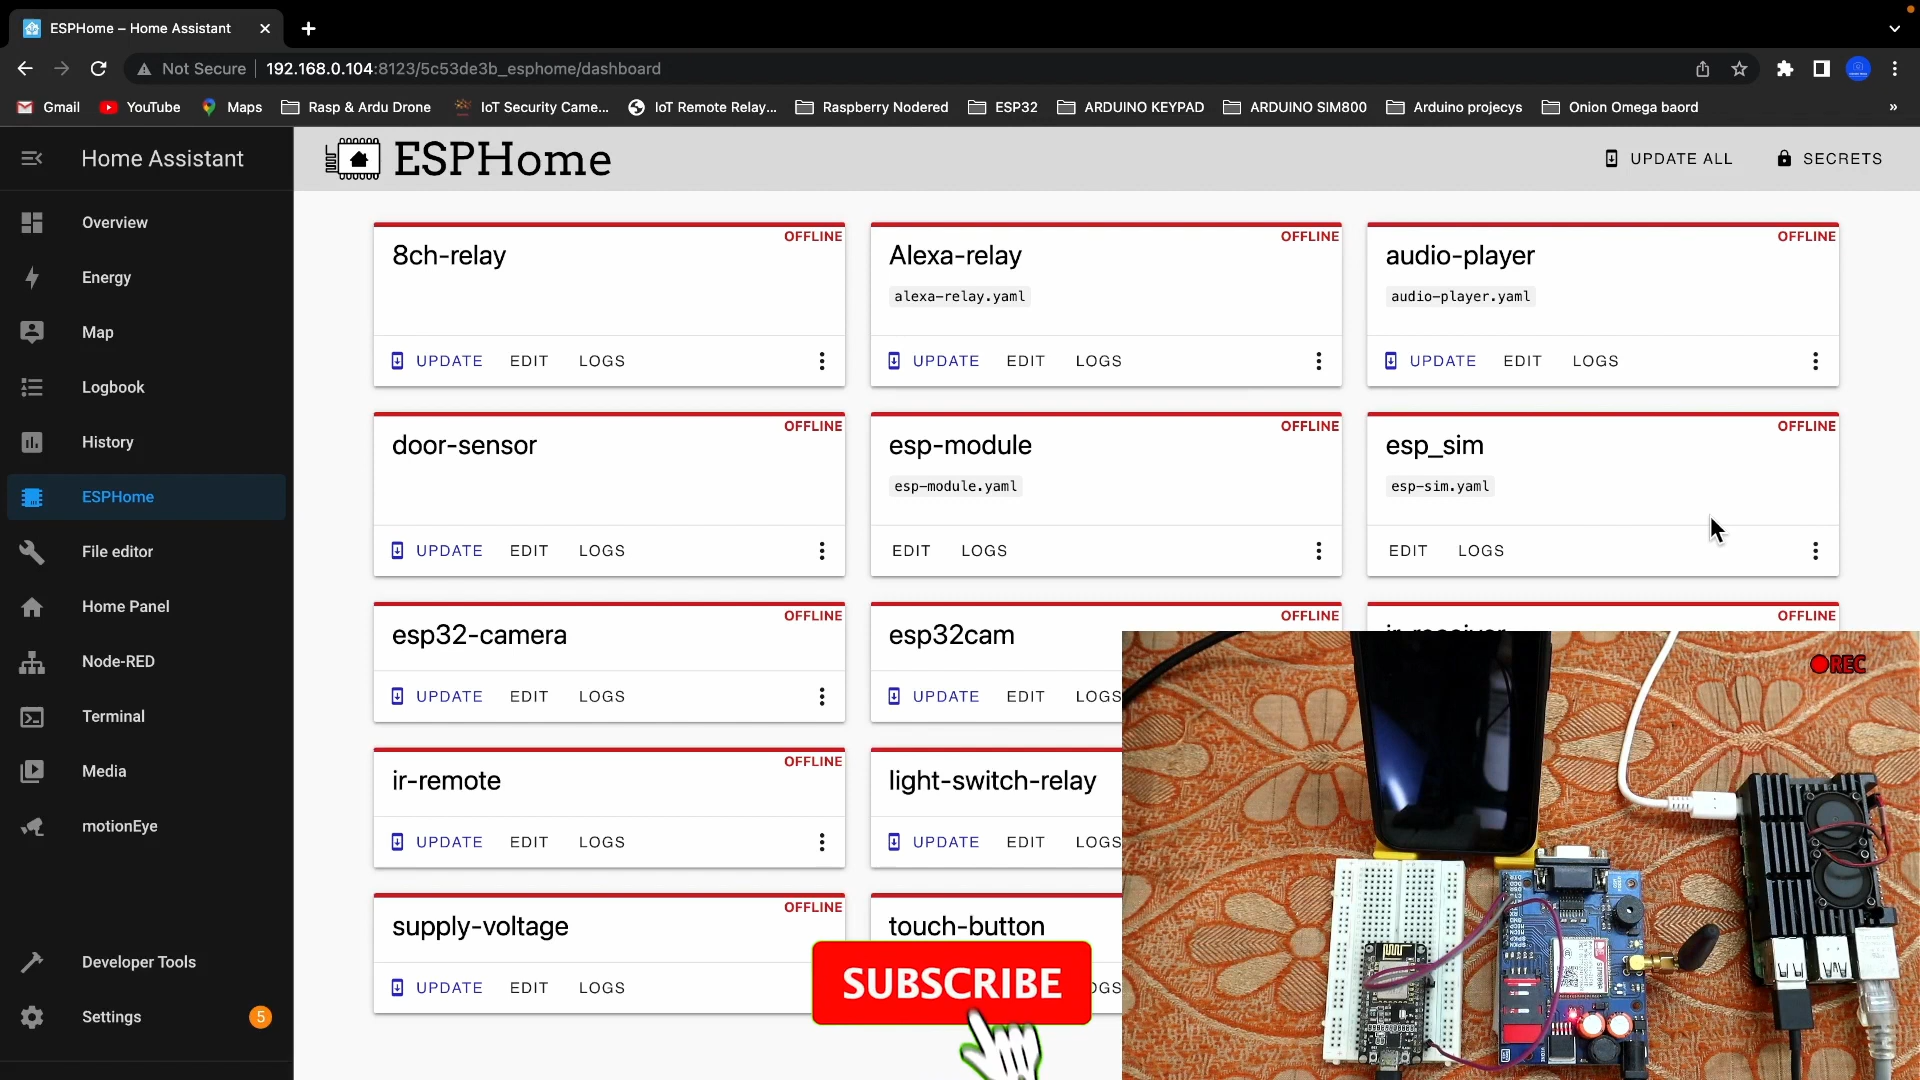 ESPHome – Home Assistant
Not Secure 192.168.0.104:8123/5c53de3b_esphome/dashboard
Gmail YouTube Maps Rasp & Ardu Drone IoT Security Came... IoT Remote Relay... Raspberry Nodered ESP32 ARDUINO KEYPAD ARDUINO SIM800 Arduino projecys Onion Omega baord »
Home Assistant
Overview
Energy
Map
Logbook
History
ESPHome
File editor
Home Panel
Node-RED
Terminal
Media
motionEye
Developer Tools
Settings 5
ESPHome
UPDATE ALL SECRETS
OFFLINE
8ch-relay
UPDATE EDIT LOGS
OFFLINE
Alexa-relay
alexa-relay.yaml
UPDATE EDIT LOGS
OFFLINE
audio-player
audio-player.yaml
UPDATE EDIT LOGS
OFFLINE
door-sensor
UPDATE EDIT LOGS
OFFLINE
esp-module
esp-module.yaml
EDIT LOGS
OFFLINE
esp_sim
esp-sim.yaml
EDIT LOGS
OFFLINE
esp32-camera
UPDATE EDIT LOGS
OFFLINE
esp32cam
UPDATE EDIT LOGS
OFFLINE
OFFLINE
ir-remote
UPDATE EDIT LOGS
light-switch-relay
UPDATE EDIT LOGS
OFFLINE
supply-voltage
UPDATE EDIT LOGS
touch-button
SUBSCRIBE
REC